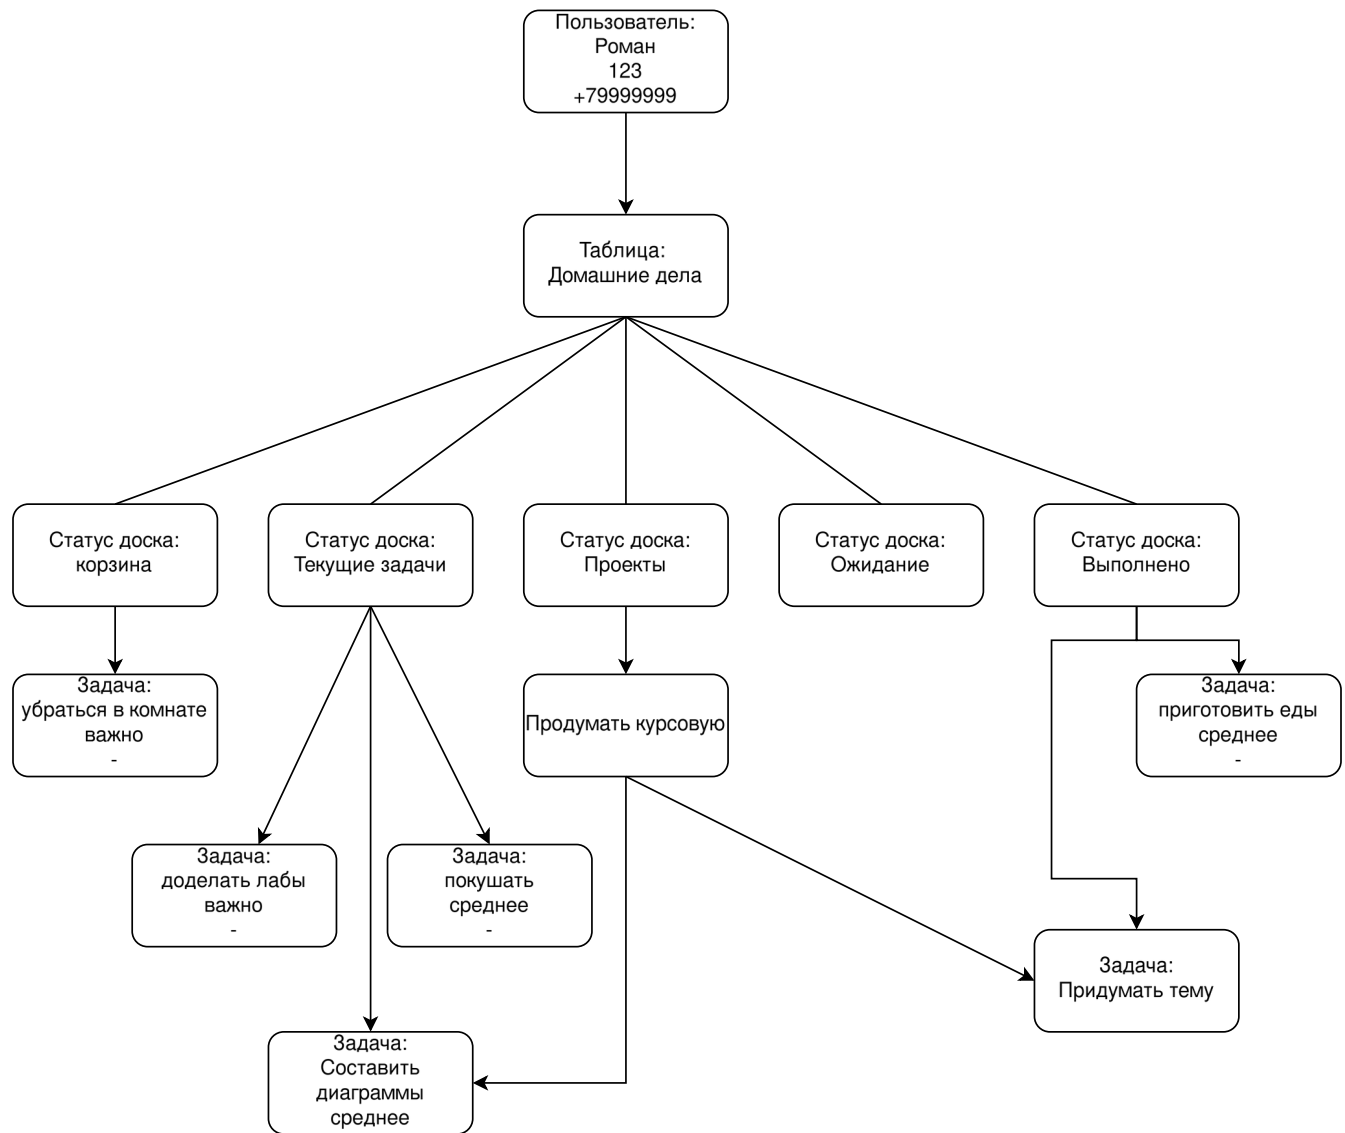 Пользователь:
Роман
123
+79999999
Таблица:
Домашние дела
Статус доска:
корзина
Статус доска:
Текущие задачи
Статус доска:
Проекты
Статус доска:
Ожидание
Статус доска:
Выполнено
Задача:
убраться в комнате
важно
-
Продумать курсовую
Задача:
приготовить еды
среднее
-
Задача:
доделать лабы
важно
-
Задача:
покушать
среднее
-
Задача:
Придумать тему
Задача:
Составить
диаграммы
среднее